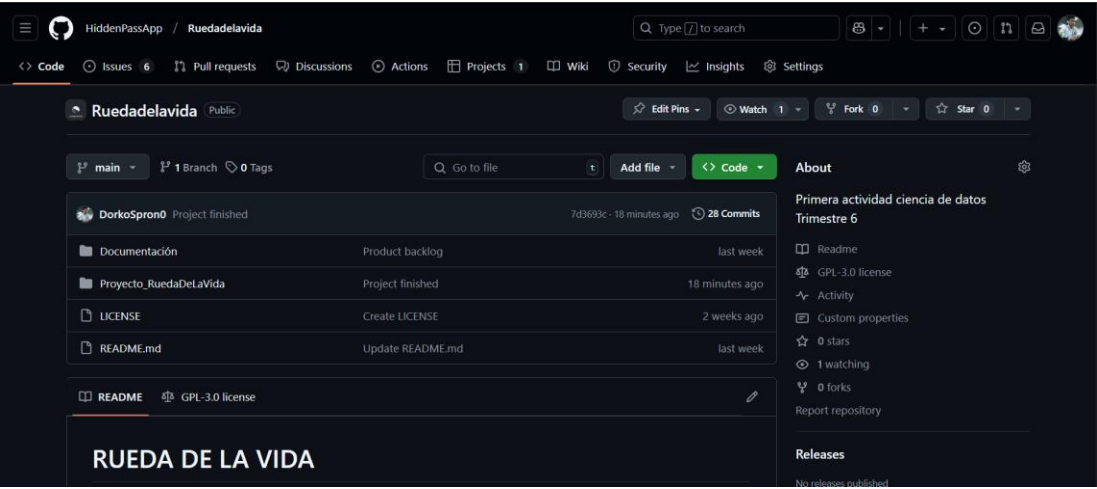 HiddenPassApp / Ruedadelavida
Type / to search
Code
Issues 6
Pull requests
Discussions
Actions
Projects 1
Wiki
Security
Insights
Settings
Ruedadelavida Public
Edit Pins
Watch 1
Fork 0
Star 0
main
1 Branch
0 Tags
Go to file
t
Add file
Code
DorkoSpron0 Project finished
7d3693c · 18 minutes ago
28 Commits
Documentación
Product backlog
last week
Proyecto_RuedaDeLaVida
Project finished
18 minutes ago
LICENSE
Create LICENSE
2 weeks ago
README.md
Update README.md
last week
README
GPL-3.0 license
RUEDA DE LA VIDA
About
Primera actividad ciencia de datos
Trimestre 6
Readme
GPL-3.0 license
Activity
Custom properties
0 stars
1 watching
0 forks
Report repository
Releases
No releases published